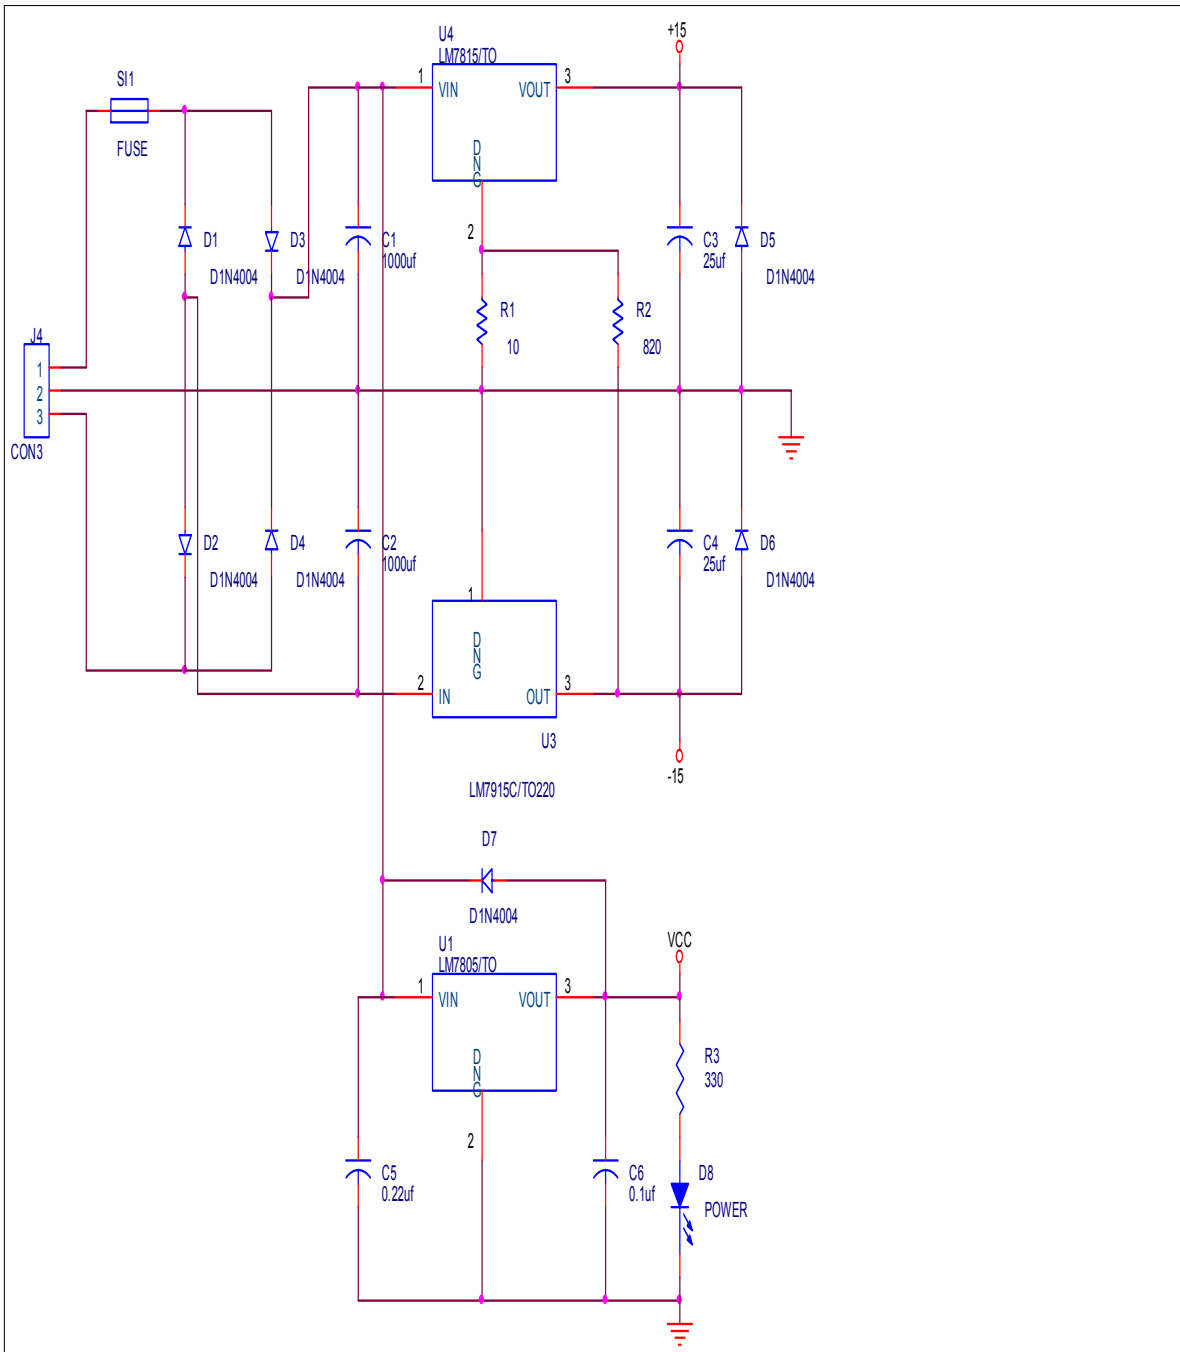 U4
LM7815/TO
+15
1
VIN
VOUT
3
SI1
FUSE
D
N
G
2
D1
D1N4004
D3
D1N4004
C1
1000uf
C3
25uf
D5
D1N4004
R1
10
R2
820
J4
1
2
3
CON3
D2
D1N4004
D4
D1N4004
C2
1000uf
C4
25uf
D6
D1N4004
1
D
N
G
2
IN
OUT
3
U3
-15
LM7915C/TO220
D7
D1N4004
U1
LM7805/TO
VCC
1
VIN
VOUT
3
D
N
G
2
R3
330
C5
0.22uf
C6
0.1uf
D8
POWER